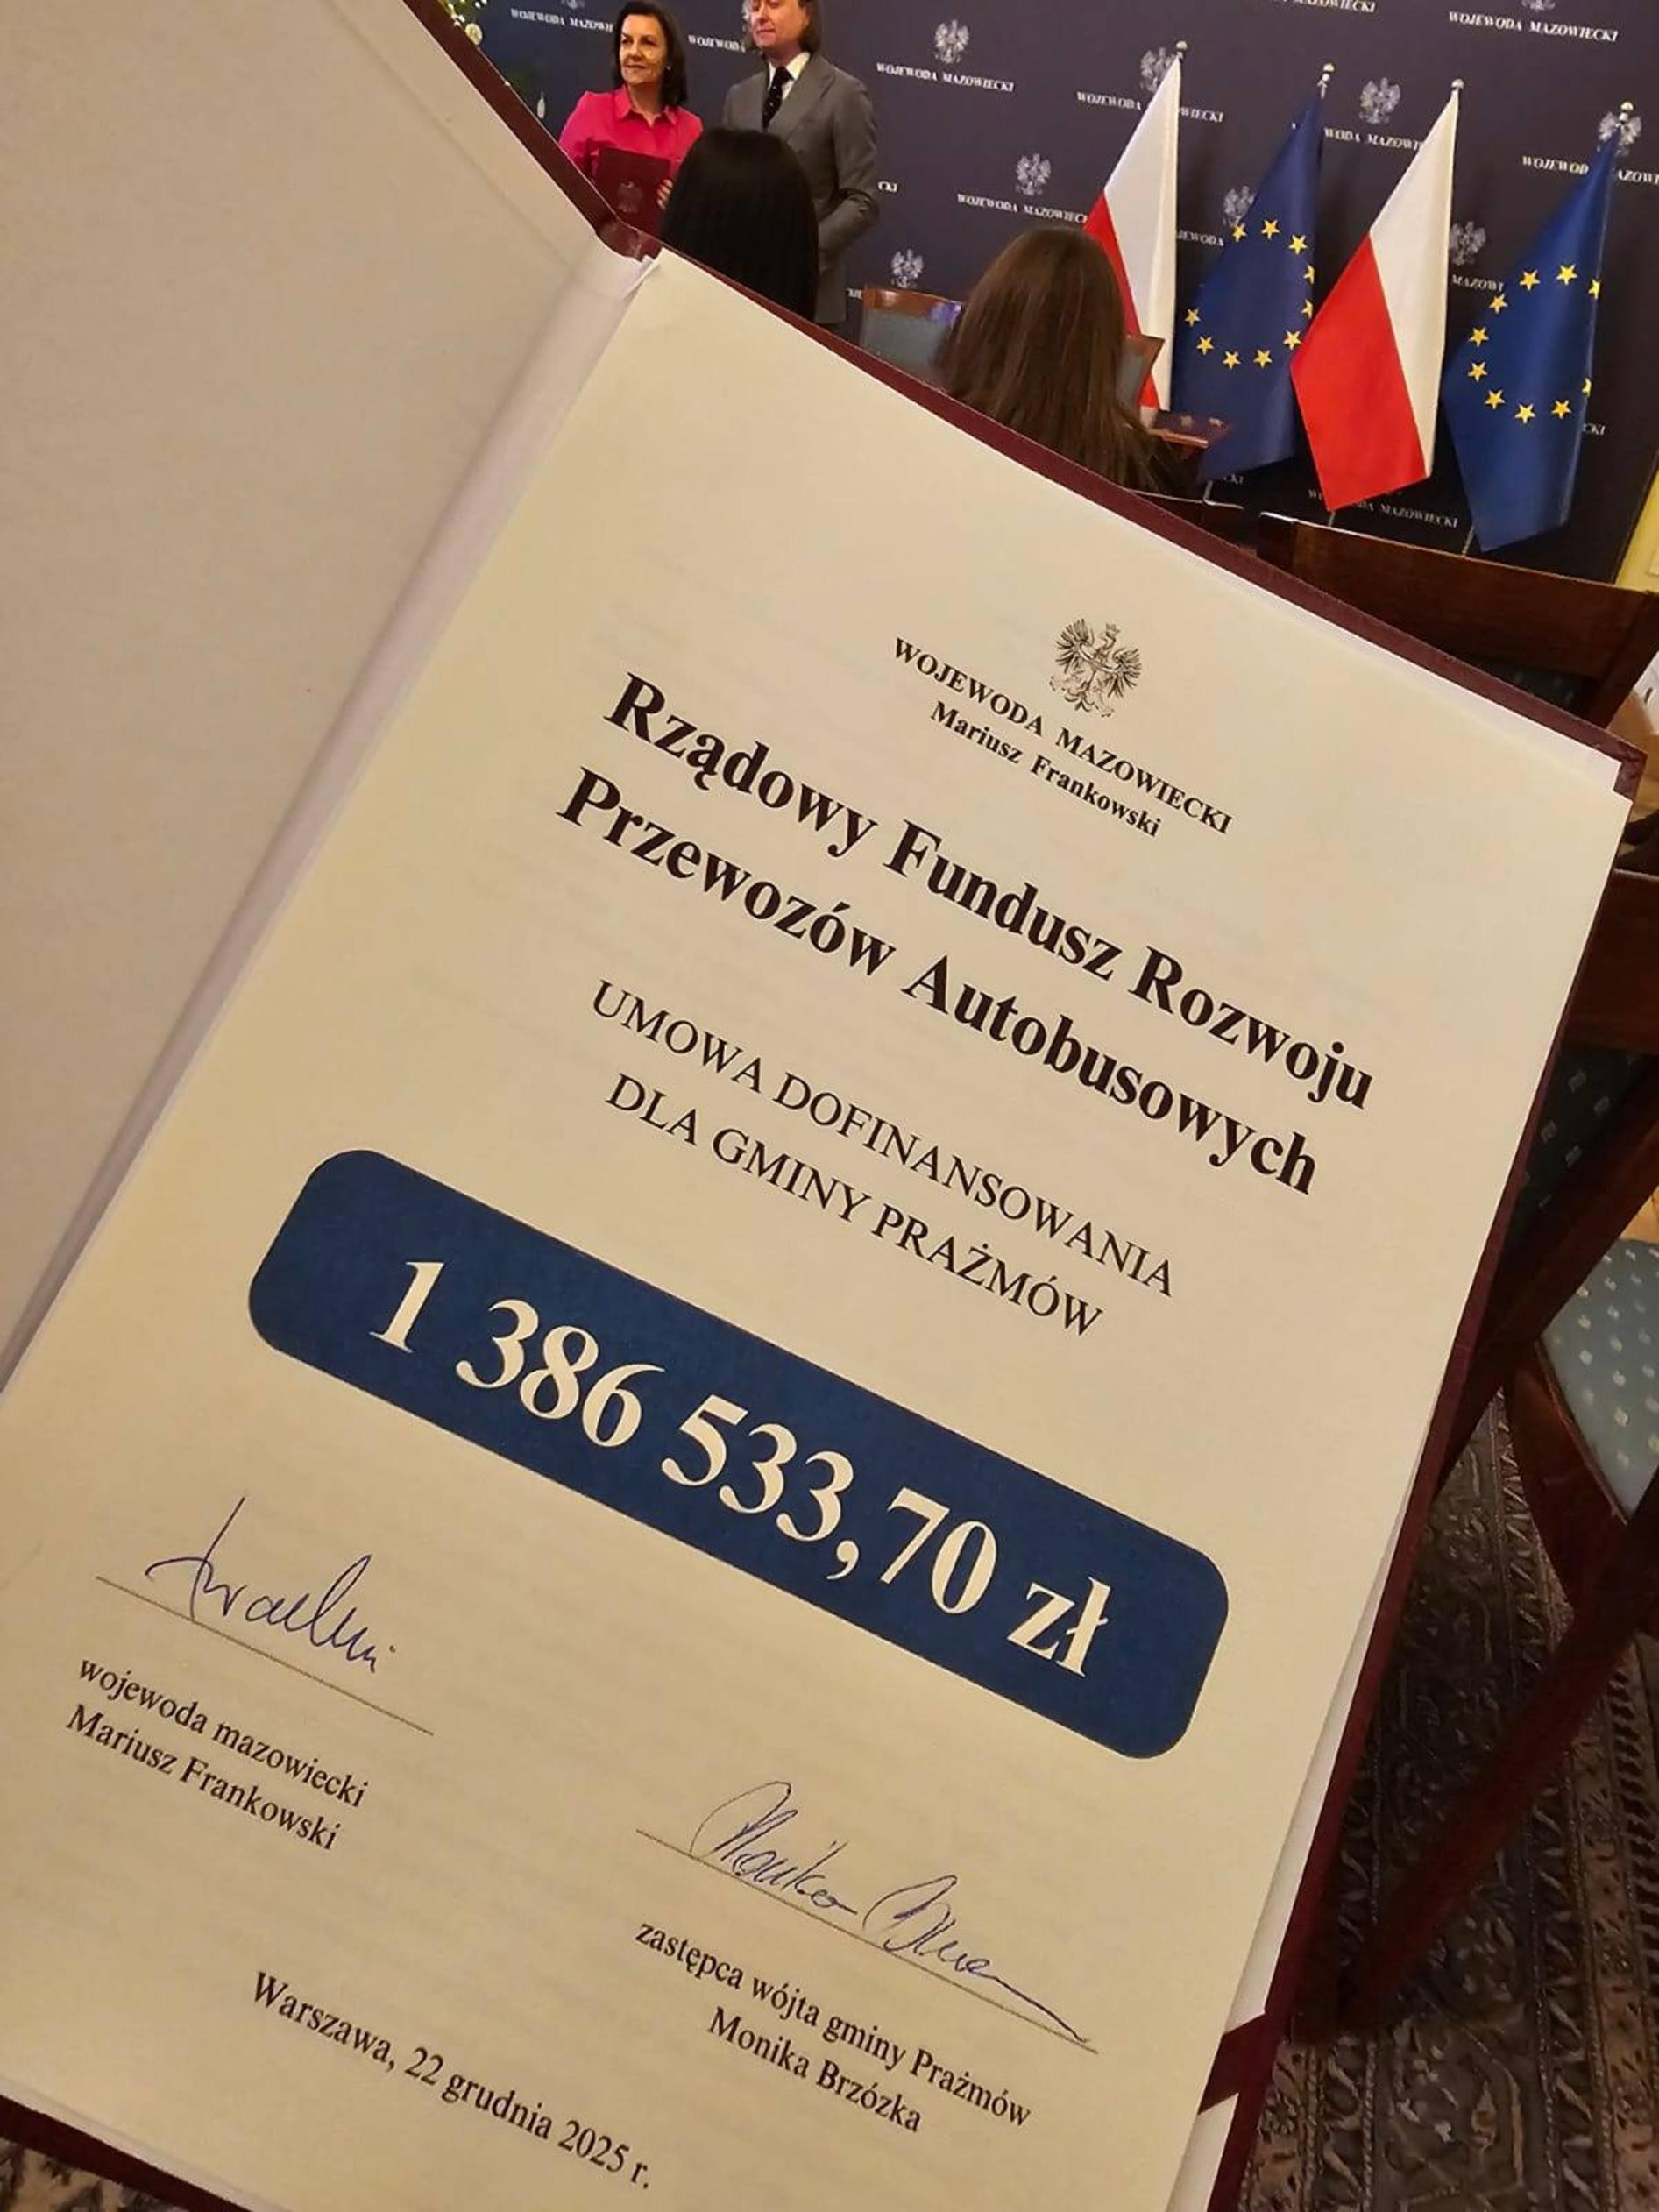 WOJEWODA MAZOWIECKI
WOJEWODA MAZOWIECKI
WOJEWODA MAZOWIECKI
WOJEWODA MAZOWIECKI
Mariusz Frankowski
Rządowy Fundusz Rozwoju
Przewozów Autobusowych
UMOWA DOFINANSOWANIA
DLA GMINY PRAŻMÓW
1 386 533,70 zł
wojewoda mazowiecki
Mariusz Frankowski
zastępca wójta gminy Prażmów
Monika Brzózka
Warszawa, 22 grudnia 2025 r.